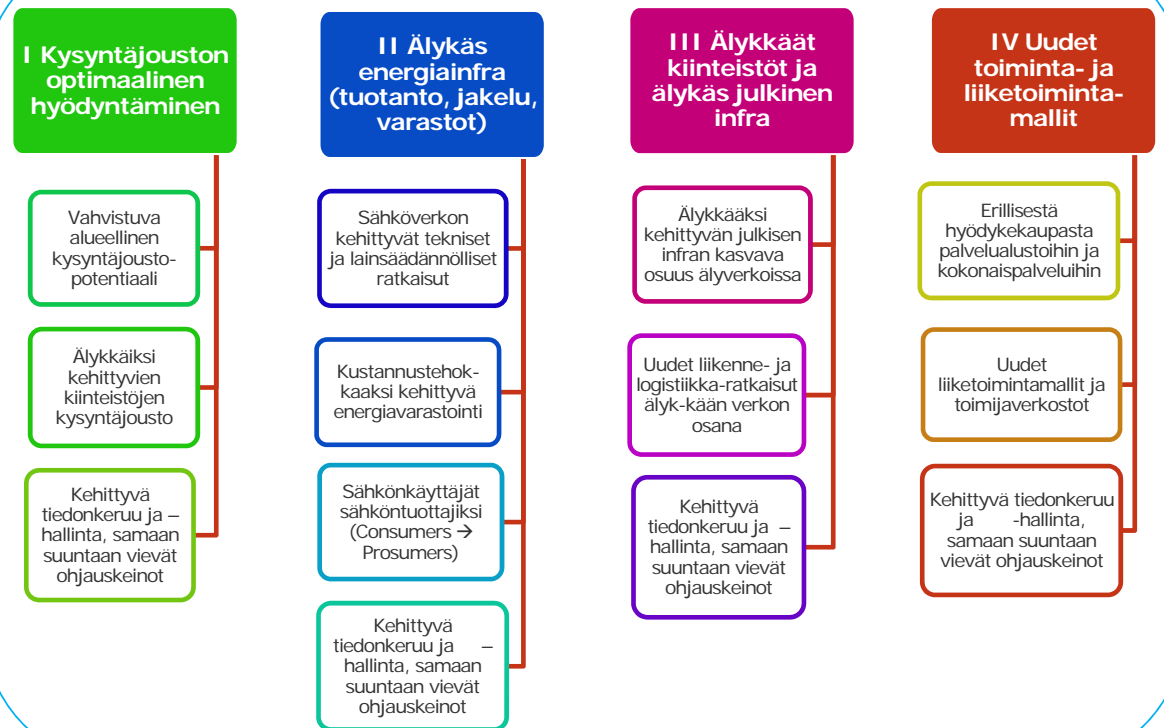 I Kysyntäjouston
optimaalinen
hyödyntäminen
Vahvistuva
alueellinen
kysyntäjousto-
potentiaali
Älykkäiksi
kehittyvien
kiinteistöjen
kysyntäjousto
Kehittyvä
tiedonkeruu ja –
hallinta, samaan
suuntaan vievät
ohjauskeinot
II Älykäs
energiainfra
(tuotanto, jakelu,
varastot)
Sähköverkon
kehittyvät tekniset
ja lainsäädännölliset
ratkaisut
Kustannustehok-
kaaksi kehittyvä
energiavarastointi
Sähkönkäyttäjät
sähköntuottajiksi
(Consumers →
Prosumers)
Kehittyvä
tiedonkeruu ja –
hallinta, samaan
suuntaan vievät
ohjauskeinot
III Älykkäät
kiinteistöt ja
älykäs julkinen
infra
Älykkääksi
kehittyvän julkisen
infran kasvava
osuus älyverkoissa
Uudet liikenne- ja
logistiikka-ratkaisut
älyk-kään verkon
osana
Kehittyvä
tiedonkeruu ja –
hallinta, samaan
suuntaan vievät
ohjauskeinot
IV Uudet
toiminta- ja
liiketoiminta-
mallit
Erillisestä
hyödykekaupasta
palvelualustoihin ja
kokonaispalveluihin
Uudet
liiketoimintamallit ja
toimijaverkostot
Kehittyvä tiedonkeruu
ja -hallinta,
samaan suuntaan
vievät ohjauskeinot